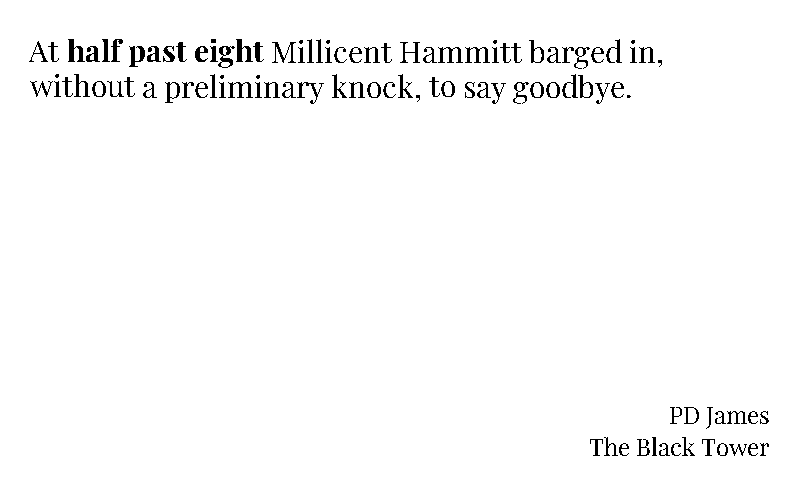 At half past eight Millicent Hammitt barged in,
without a preliminary knock, to say goodbye.
PD James
The Black Tower